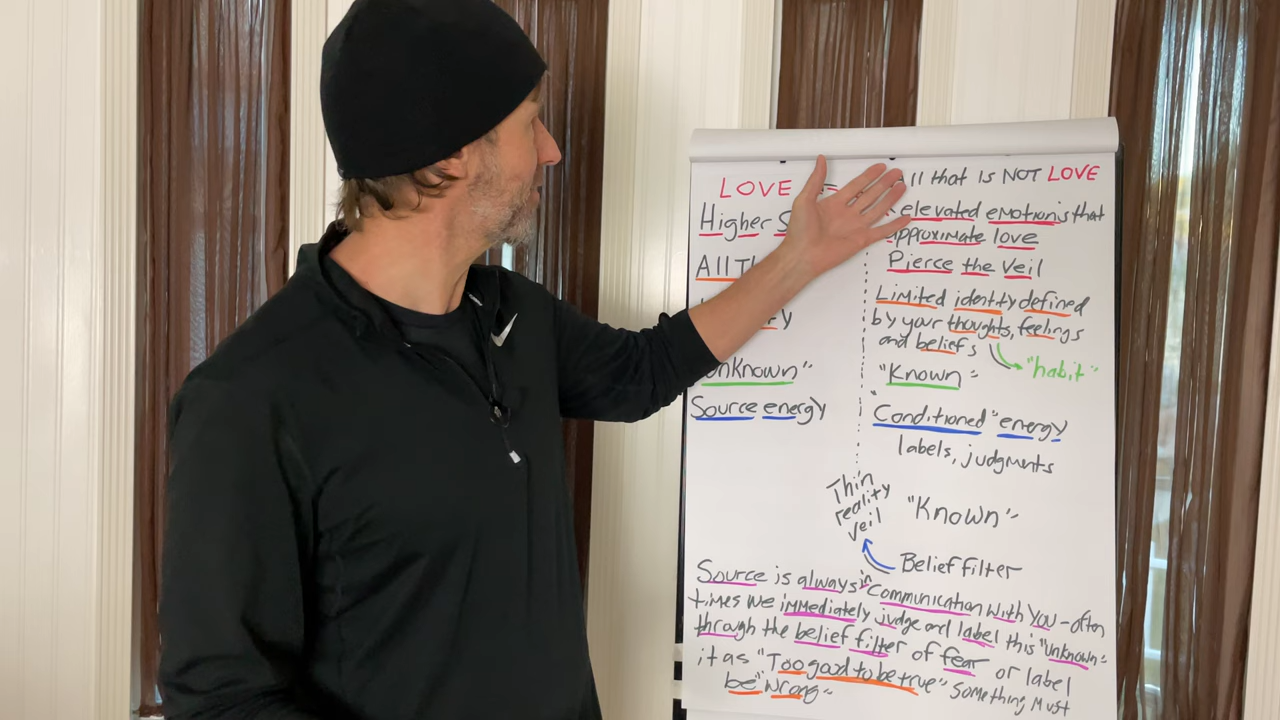 LOVE
All that IS NOT LOVE
Higher
elevated emotions that
approximate love
All Th
Pierce the Veil
Limited identity defined
by your thoughts, feelings
and beliefs
"habit"
"Unknown"
"Known"
Source energy
"Conditioned" energy
labels, judgments
Thin
reality
veil
"Known"
Belief filter
Source is always in communication with you - often
times we immediately judge and label this "unknown"
through the belief filter of fear or label
it as "Too good to be true" Something must
be "wrong"